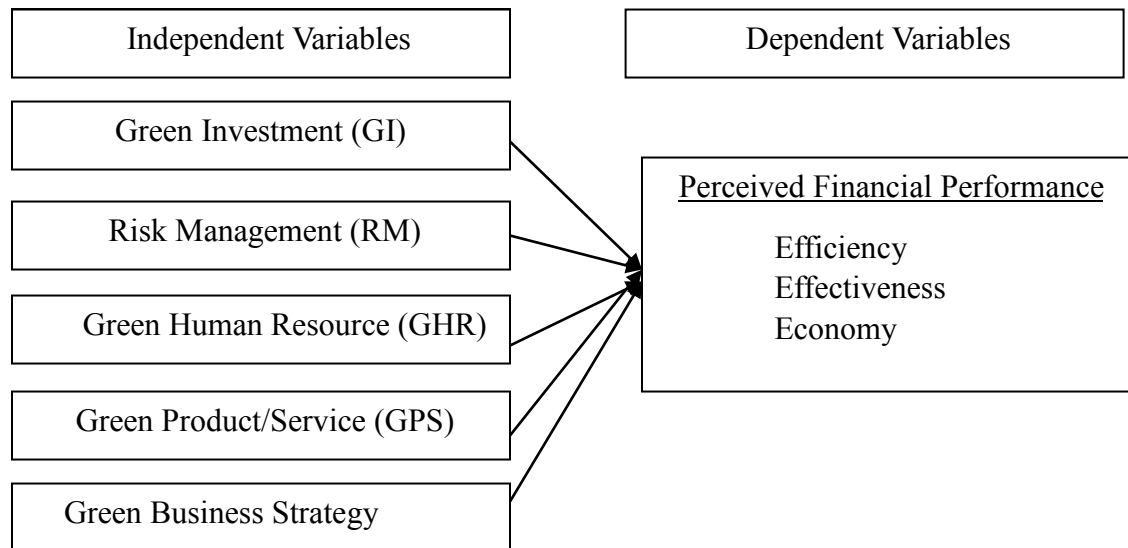 Independent Variables
Dependent Variables
Green Investment (GI)
Risk Management (RM)
Green Human Resource (GHR)
Green Product/Service (GPS)
Green Business Strategy
Perceived Financial Performance
Efficiency
Effectiveness
Economy